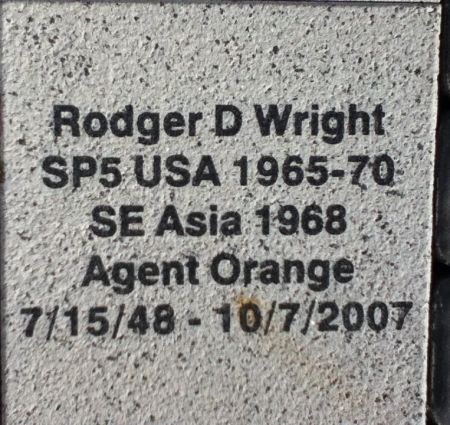 Rodger D Wright
SP5 USA 1965-70
SE Asia 1968
Agent Orange
7/15/48 - 10/7/2007